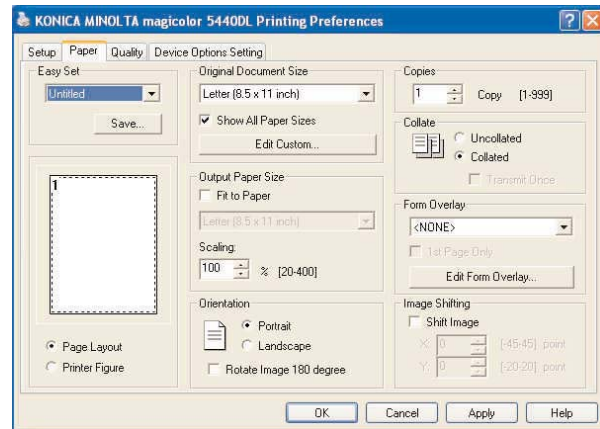 KONICA MINOLTA magicolor 5440DL Printing Preferences
Setup Paper Quality Device Options Setting
Easy Set
Untitled
Save...
1
Page Layout
Printer Figure
Original Document Size
Letter (8.5 x 11 inch)
Show All Paper Sizes
Edit Custom...
Output Paper Size
Fit to Paper
Letter (8.5 x 11 inch)
Scaling:
100 % [20-400]
Orientation
Portrait
Landscape
Rotate Image 180 degree
Copies
1 Copy [1-999]
Collate
Uncollated
Collated
Transmit Once
Form Overlay
<NONE>
1st Page Only
Edit Form Overlay...
Image Shifting
Shift Image
X: 0 [-45-45] point
Y: 0 [-20-20] point
OK Cancel Apply Help